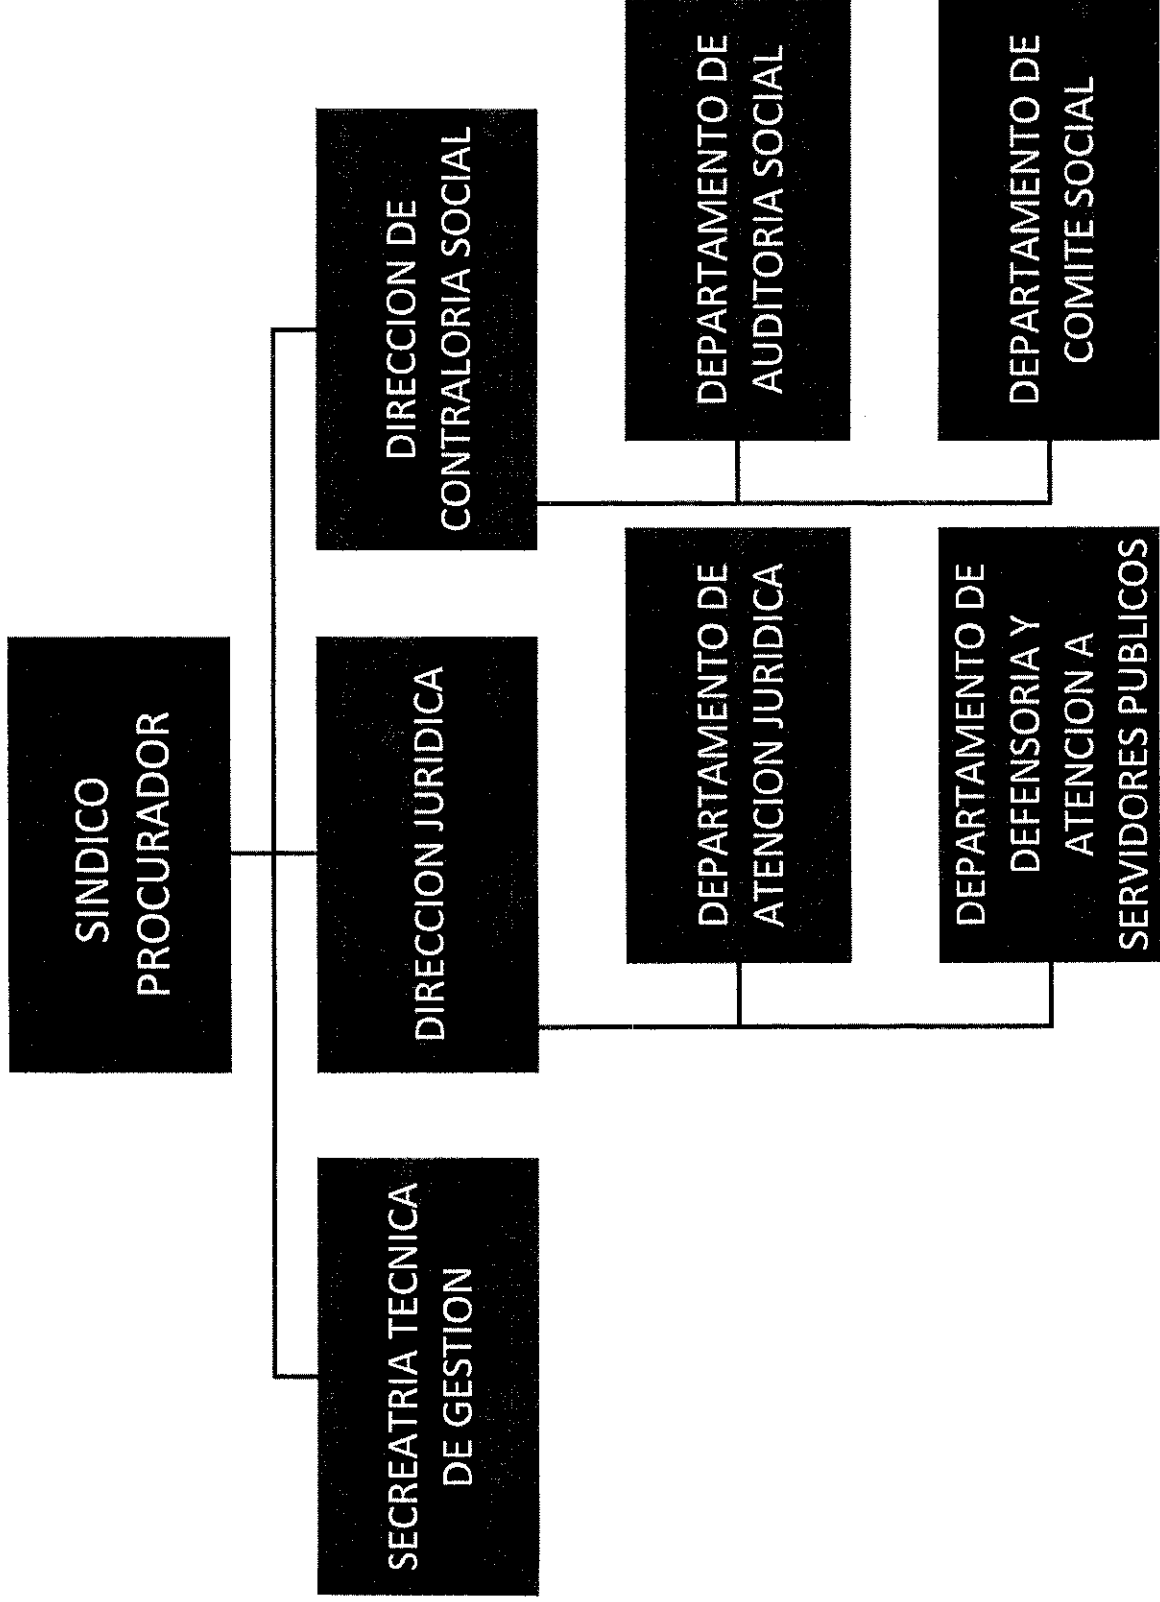 SINDICO
PROCURADOR
SECREATRIA TECNICA
DE GESTION
DIRECCION JURIDICA
DIRECCION DE
CONTRALORIA SOCIAL
DEPARTAMENTO DE
ATENCION JURIDICA
DEPARTAMENTO DE
AUDITORIA SOCIAL
DEPARTAMENTO DE
DEFENSORIA Y
ATENCION A
SERVIDORES PUBLICOS
DEPARTAMENTO DE
COMITE SOCIAL